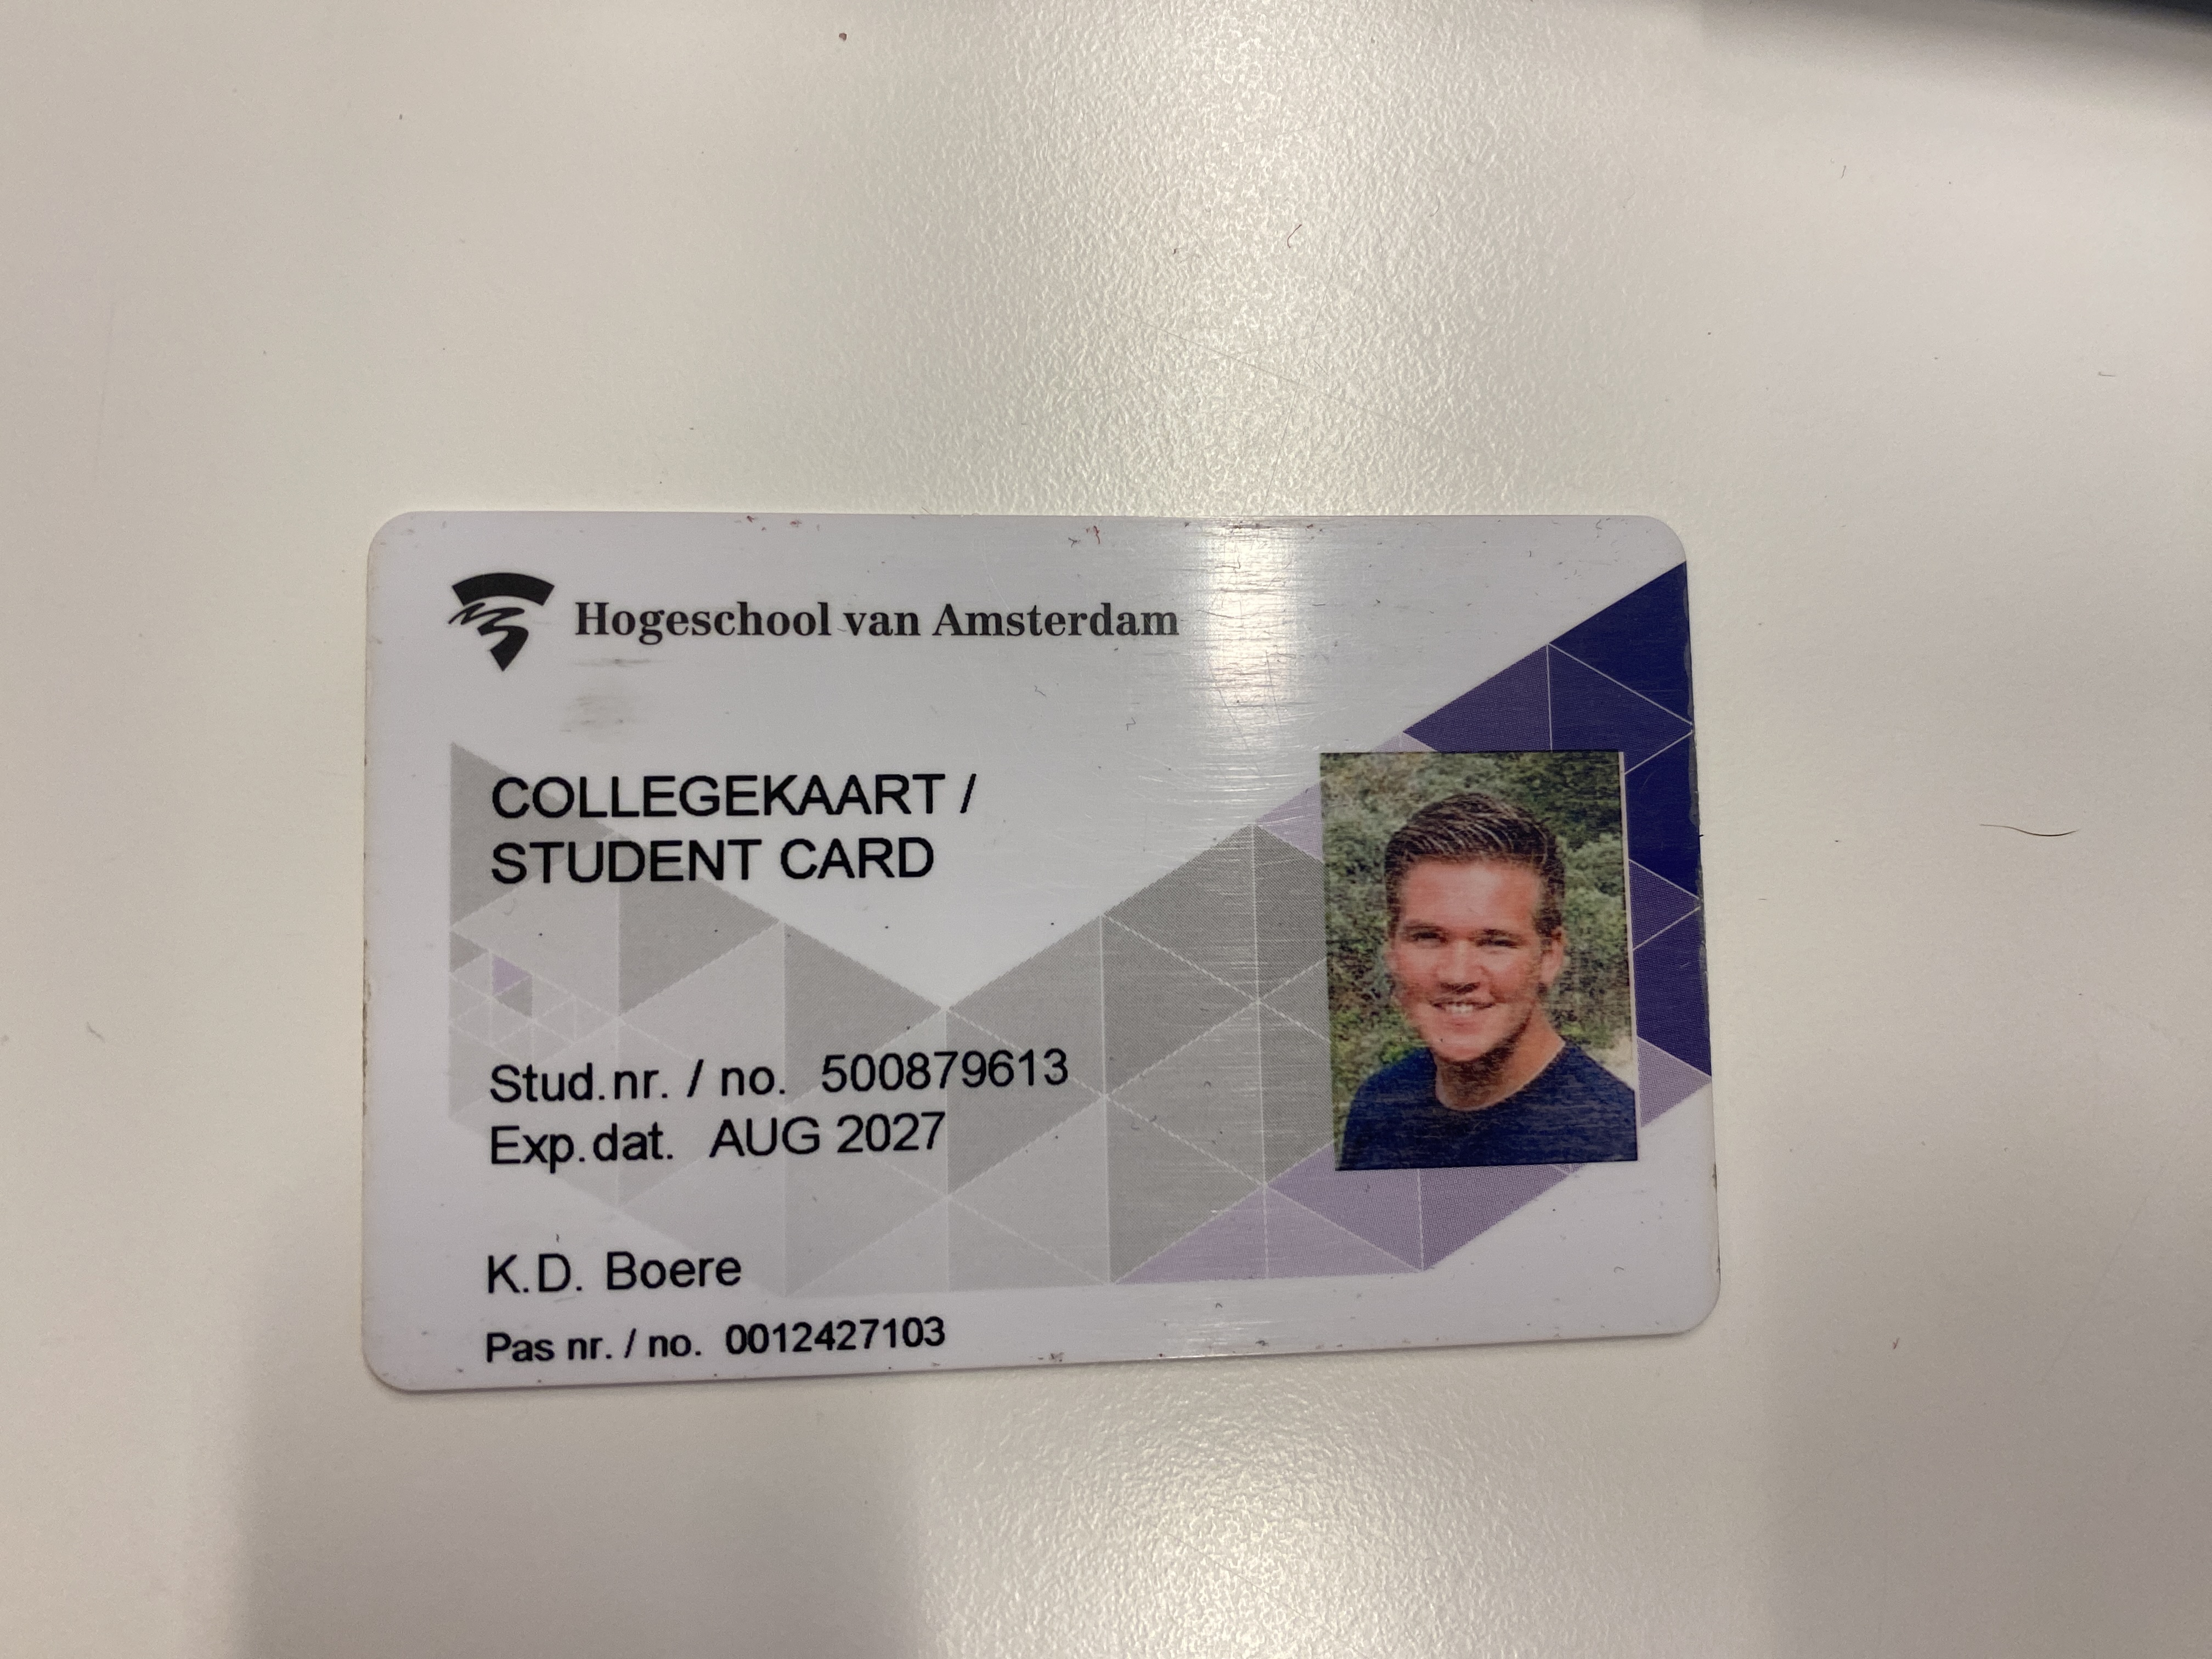 Hogeschool van Amsterdam
COLLEGEKAART /
STUDENT CARD
Stud.nr. / no. 500879613
Exp.dat. AUG 2027
K.D. Boere
Pas nr. / no. 0012427103